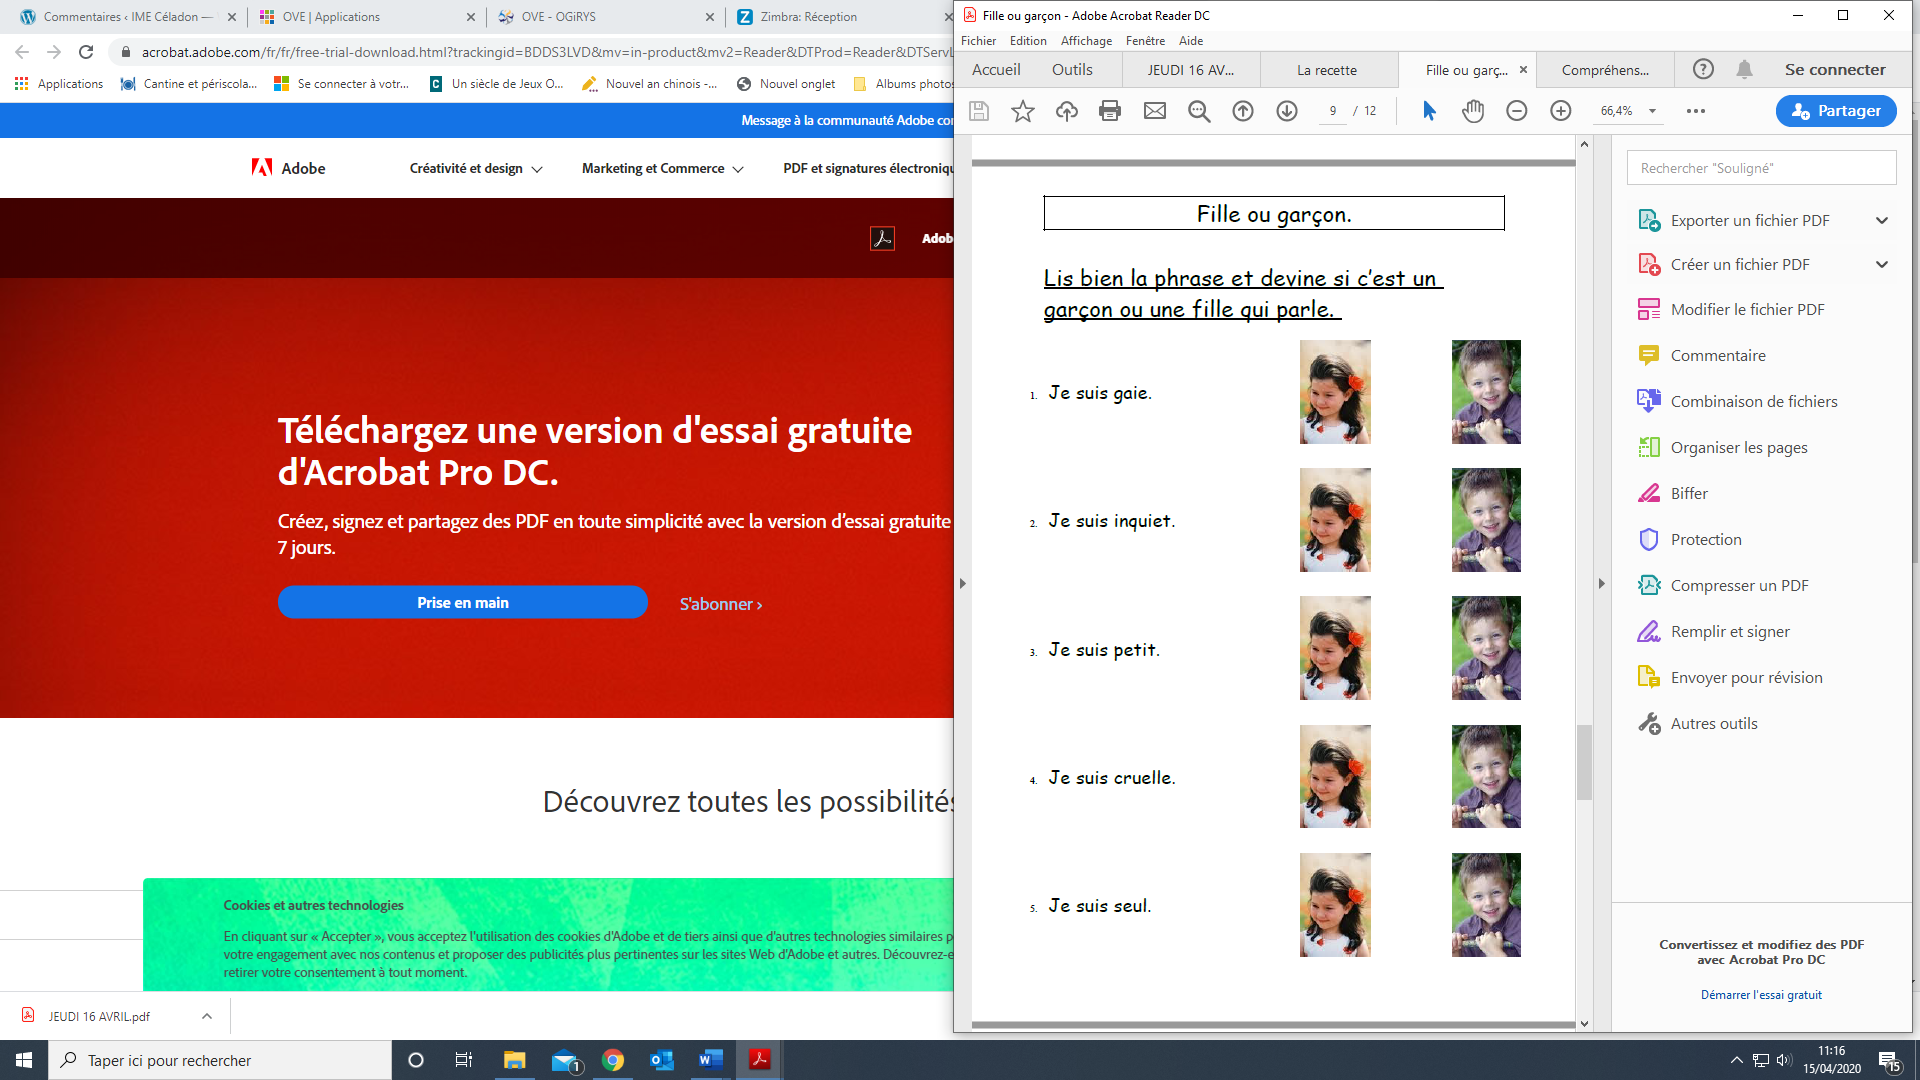 Commentaires ‹ IME Céladon —
OVE | Applications
OVE - OGiRYS
Zimbra: Réception
acrobat.adobe.com/fr/fr/free-trial-download.html?trackingid=BDDS3LVD&mv=in-product&mv2=Reader&DTProd=Reader&DTServL
Applications
Cantine et périscola...
Se connecter à votr...
Un siècle de Jeux O...
Nouvel an chinois -...
Nouvel onglet
Albums photos
Message à la communauté Adobe con
Adobe
Créativité et design
Marketing et Commerce
PDF et signatures électroniqu
Adob
Téléchargez une version d'essai gratuite
d'Acrobat Pro DC.
Créez, signez et partagez des PDF en toute simplicité avec la version d'essai gratuite
7 jours.
Prise en main
S'abonner ›
Découvrez toutes les possibilités
Cookies et autres technologies
En cliquant sur « Accepter », vous acceptez l'utilisation des cookies d'Adobe et de tiers ainsi que d'autres technologies similaires p
votre engagement avec nos contenus et proposer des publicités plus pertinentes sur les sites Web d'Adobe et autres. Découvrez-e
retirer votre consentement à tout moment.
JEUDI 16 AVRIL.pdf
Fille ou garçon - Adobe Acrobat Reader DC
Fichier Edition Affichage Fenêtre Aide
Accueil
Outils
JEUDI 16 AV...
La recette
Fille ou garç...
Compréhens...
Se connecter
9 / 12
66,4%
Partager
Fille ou garçon.
Lis bien la phrase et devine si c'est un
garçon ou une fille qui parle.
1. Je suis gaie.
2. Je suis inquiet.
3. Je suis petit.
4. Je suis cruelle.
5. Je suis seul.
Rechercher "Souligné"
Exporter un fichier PDF
Créer un fichier PDF
Modifier le fichier PDF
Commentaire
Combinaison de fichiers
Organiser les pages
Biffer
Protection
Compresser un PDF
Remplir et signer
Envoyer pour révision
Autres outils
Convertissez et modifiez des PDF
avec Acrobat Pro DC
Démarrer l'essai gratuit
Taper ici pour rechercher
1
11:16
15/04/2020
15